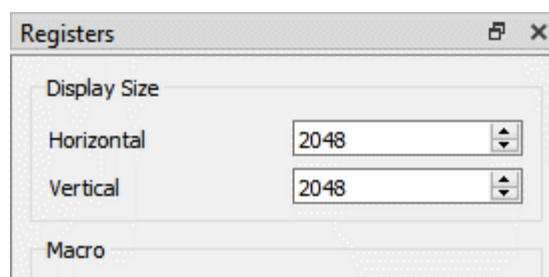 Registers
Display Size
Horizontal 2048
Vertical 2048
Macro